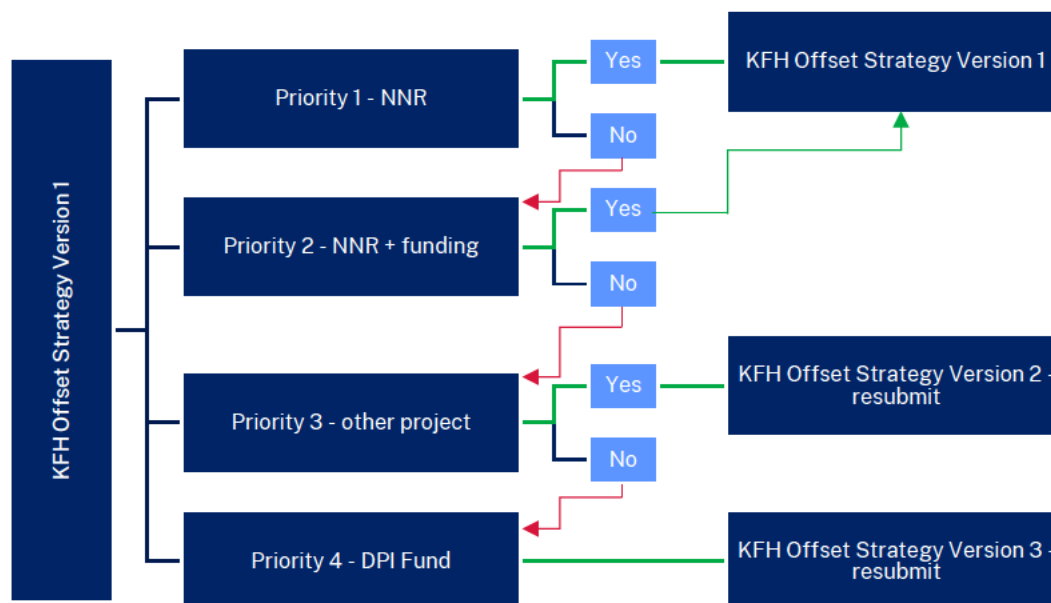 KFH Offset Strategy Version 1
Priority 1 - NNR
Yes
No
KFH Offset Strategy Version 1
Priority 2 - NNR + funding
Yes
No
Priority 3 - other project
Yes
No
KFH Offset Strategy Version 2 -
resubmit
Priority 4 - DPI Fund
KFH Offset Strategy Version 3 -
resubmit